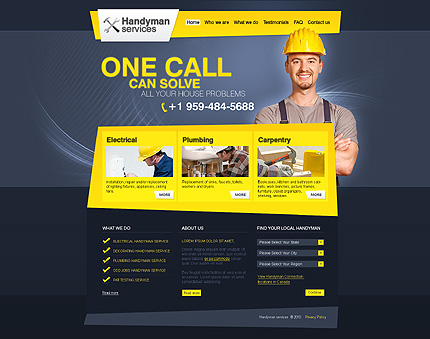 Handyman
services
Home Who we are What we do Testimonials FAQ Contact us
ONE CALL
CAN SOLVE
ALL YOUR HOUSE PROBLEMS
+1 959-484-5688
Electrical
Installation, repair and/or replacement
of lighting fixtures, appliances, ceiling
fans.
MORE
Plumbing
Replacement of sinks, faucets, toilets,
washers and dryers.
MORE
Carpentry
Bookcases, kitchen and bathroom cabinets,
work benches, picture frames,
furniture, closet organizers,
shelving, windows
MORE
WHAT WE DO
ELECTRICAL HANDYMAN SERVICE
DECORATING HANDYMAN SERVICE
PLUMBING HANDYMAN SERVICE
ODD JOBS HANDYMAN SERVICE
PAT TESTING SERVICE
Read more
ABOUT US
LOREM IPSUM DOLOR SIT AMET,
Read more
FIND YOUR LOCAL HANDYMAN
Please Select Your State
Please Select Your City
Please Select Your Region
View Handyman Connection
locations in Canada
Continue
Handyman services © 2010 Privacy Policy